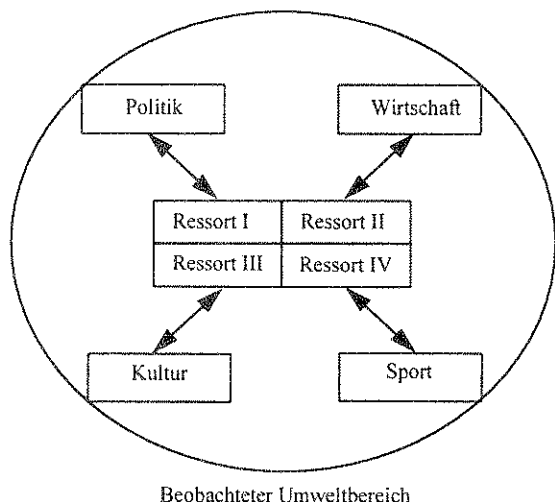 Politik
Wirtschaft
Ressort I
Ressort II
Ressort III
Ressort IV
Kultur
Sport
Beobachteter Umweltbereich